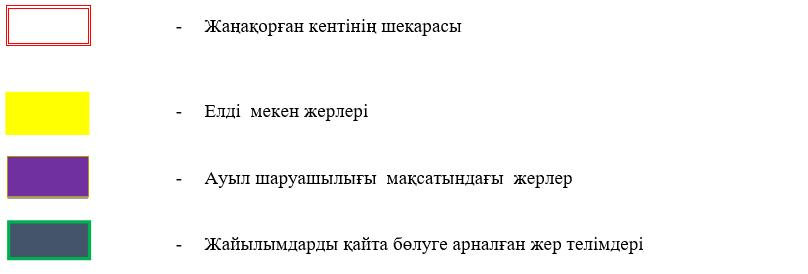 - Жаңақорған кентінің шекарасы
- Елді мекен жерлері
- Ауыл шаруашылығы мақсатындағы жерлер
- Жайылымдарды қайта бөлуге арналған жер телімдері